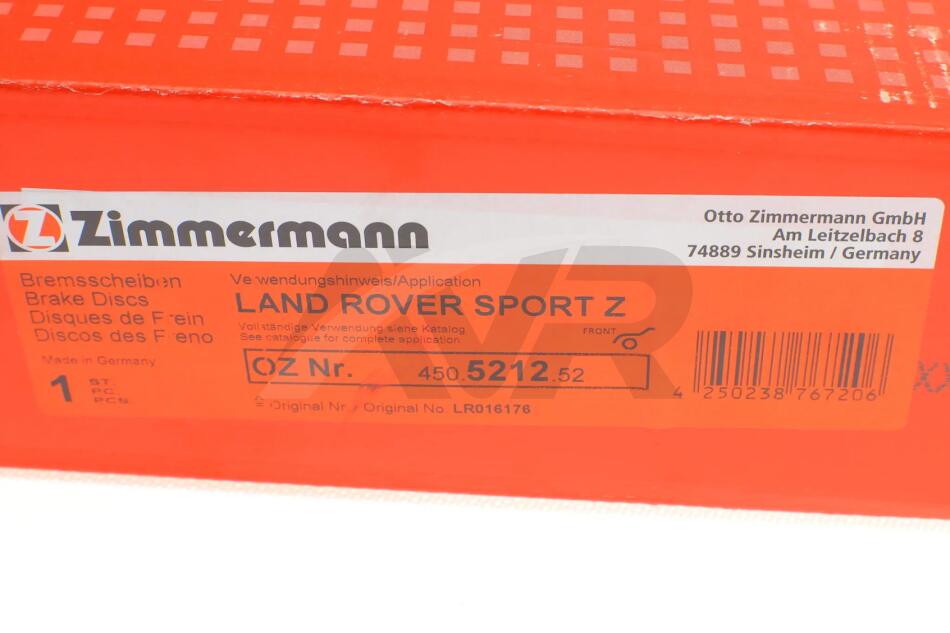 Z Zimmermann
Otto Zimmermann GmbH
Am Leitzelbach 8
74889 Sinsheim / Germany
Bremsscheiben
Brake Discs
Disques de Frein
Discos des Freno
Made in Germany
1 ST.
PC.
PCS.
Verwendungshinweis/Application
LAND ROVER SPORT Z
Vollständige Verwendung siehe Katalog
See catalogue for complete application
FRONT
OZ Nr. 450.5212.52
Original Nr. / Original No. LR016176
4 250238 767206
XX
AVR